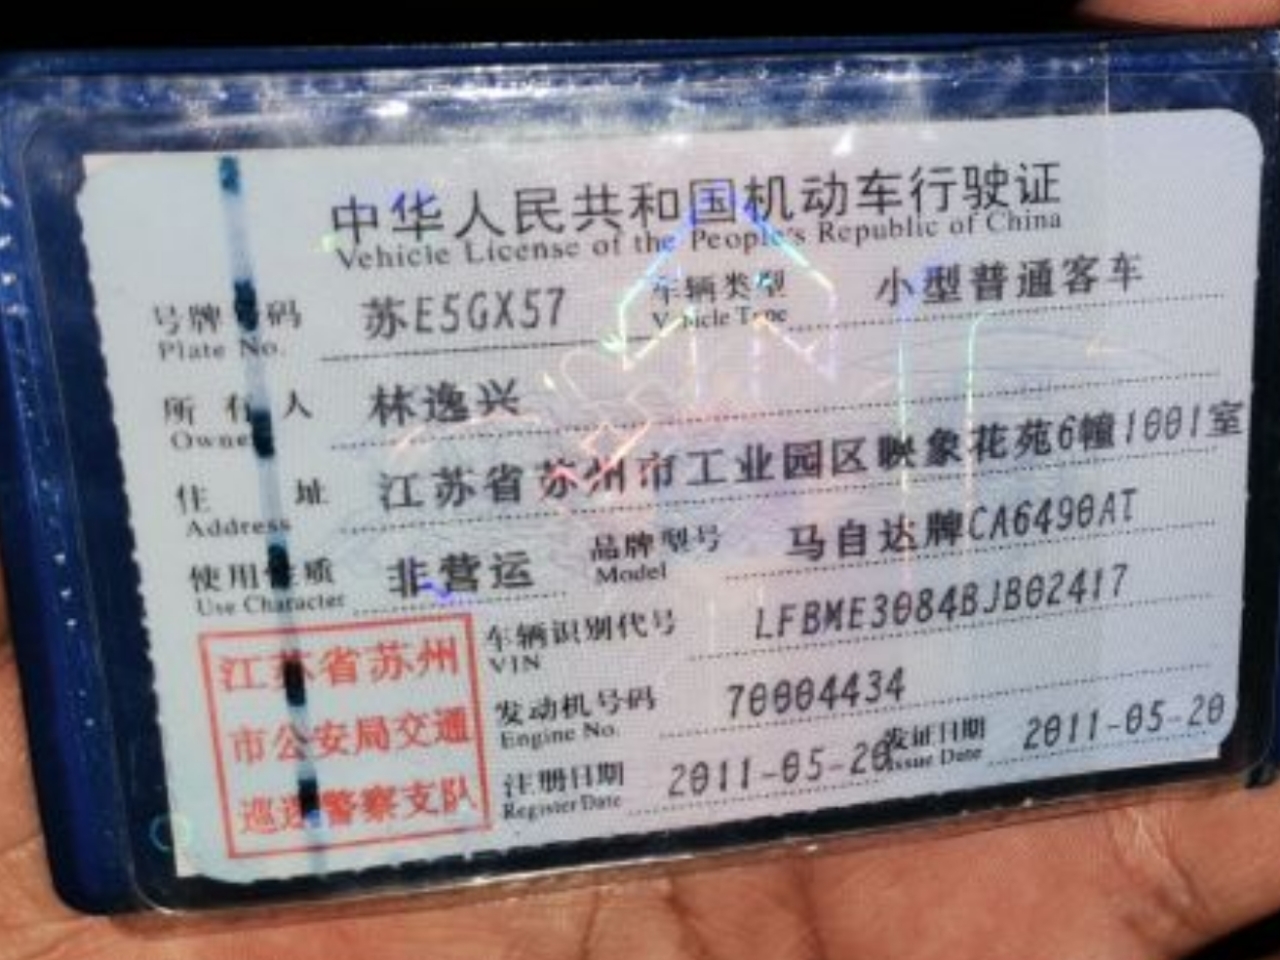 中华人民共和国机动车行驶证
Vehicle License of the People's Republic of China
号牌号码 苏E5GX57 车辆类型 小型普通客车
Plate No. Vehicle Type
所有人 林逸兴
Owner
住址 江苏省苏州市工业园区映象花苑6幢1001室
Address
使用性质 非营运 品牌型号 马自达牌CA6490AT
Use Character Model
车辆识别代号 LFBME3084BJB02417
VIN
发动机号码 70004434
Engine No.
注册日期 2011-05-20 发证日期 2011-05-20
Register Date Issue Date
江苏省苏州
市公安局交通
巡逻警察支队